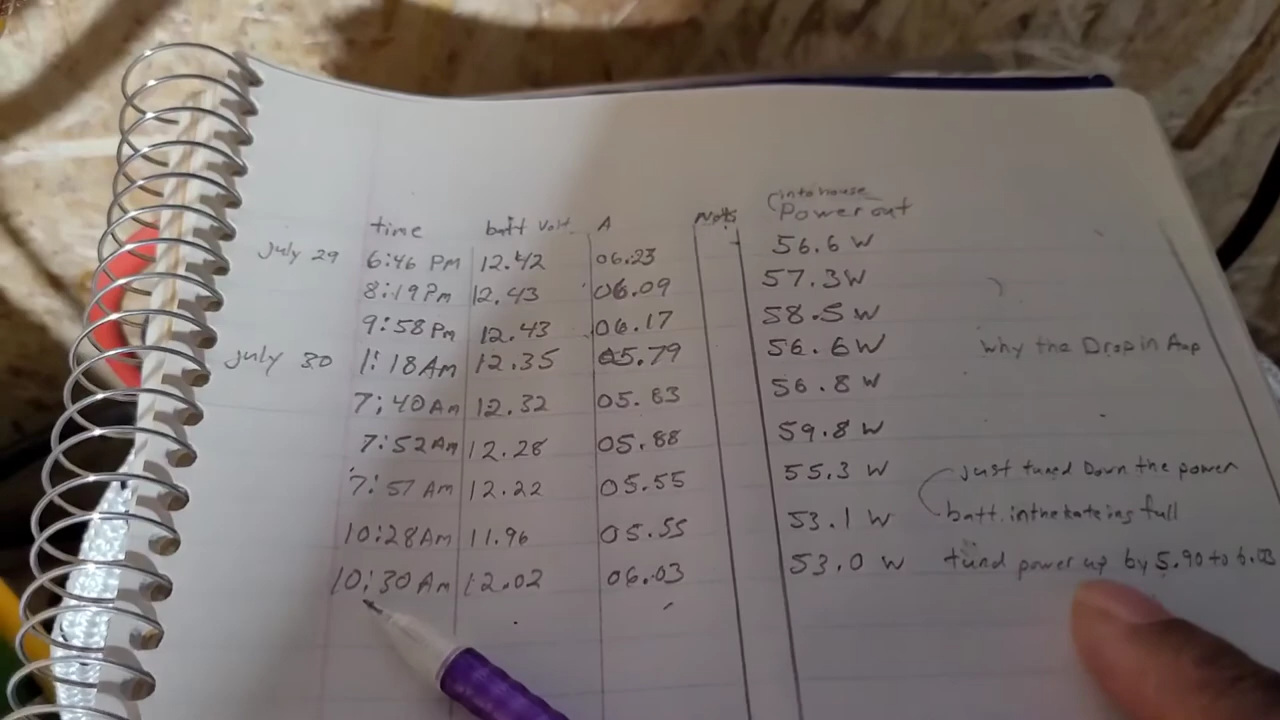 (into house
time batt Volt. A Nots Power out
July 29 6:46 PM 12.42 06.23 56.6 W
8:19 PM 12.43 06.09 57.3 W
9:58 PM 12.43 06.17 58.5 W
July 30 1:18 AM 12.35 05.79 56.6 W why the Drop in Amp
7:40 AM 12.32 05.83 56.8 W
7:52 AM 12.28 05.88 59.8 W
7:57 AM 12.22 05.55 55.3 W just tuned Down the power
10:28 AM 11.96 05.55 53.1 W batt. is full
10:30 AM 12.02 06.03 53.0 W tund power up by 5.90 to 6.03